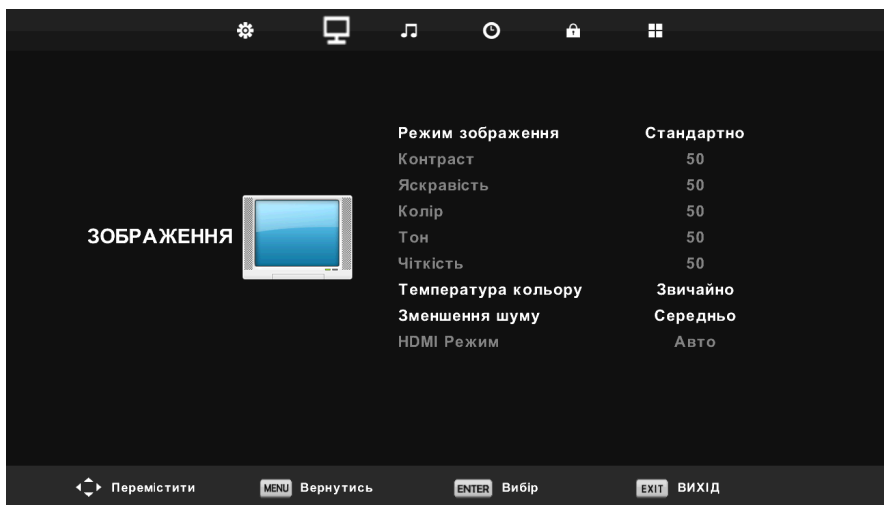 Режим зображення Стандартно
Контраст 50
Яскравість 50
Колір 50
ЗОБРАЖЕННЯ
Тон 50
Чіткість 50
Температура кольору Звичайно
Зменшення шуму Середньо
HDMI Режим Авто
Перемістити MENU Вернутись ENTER Вибір EXIT ВИХІД